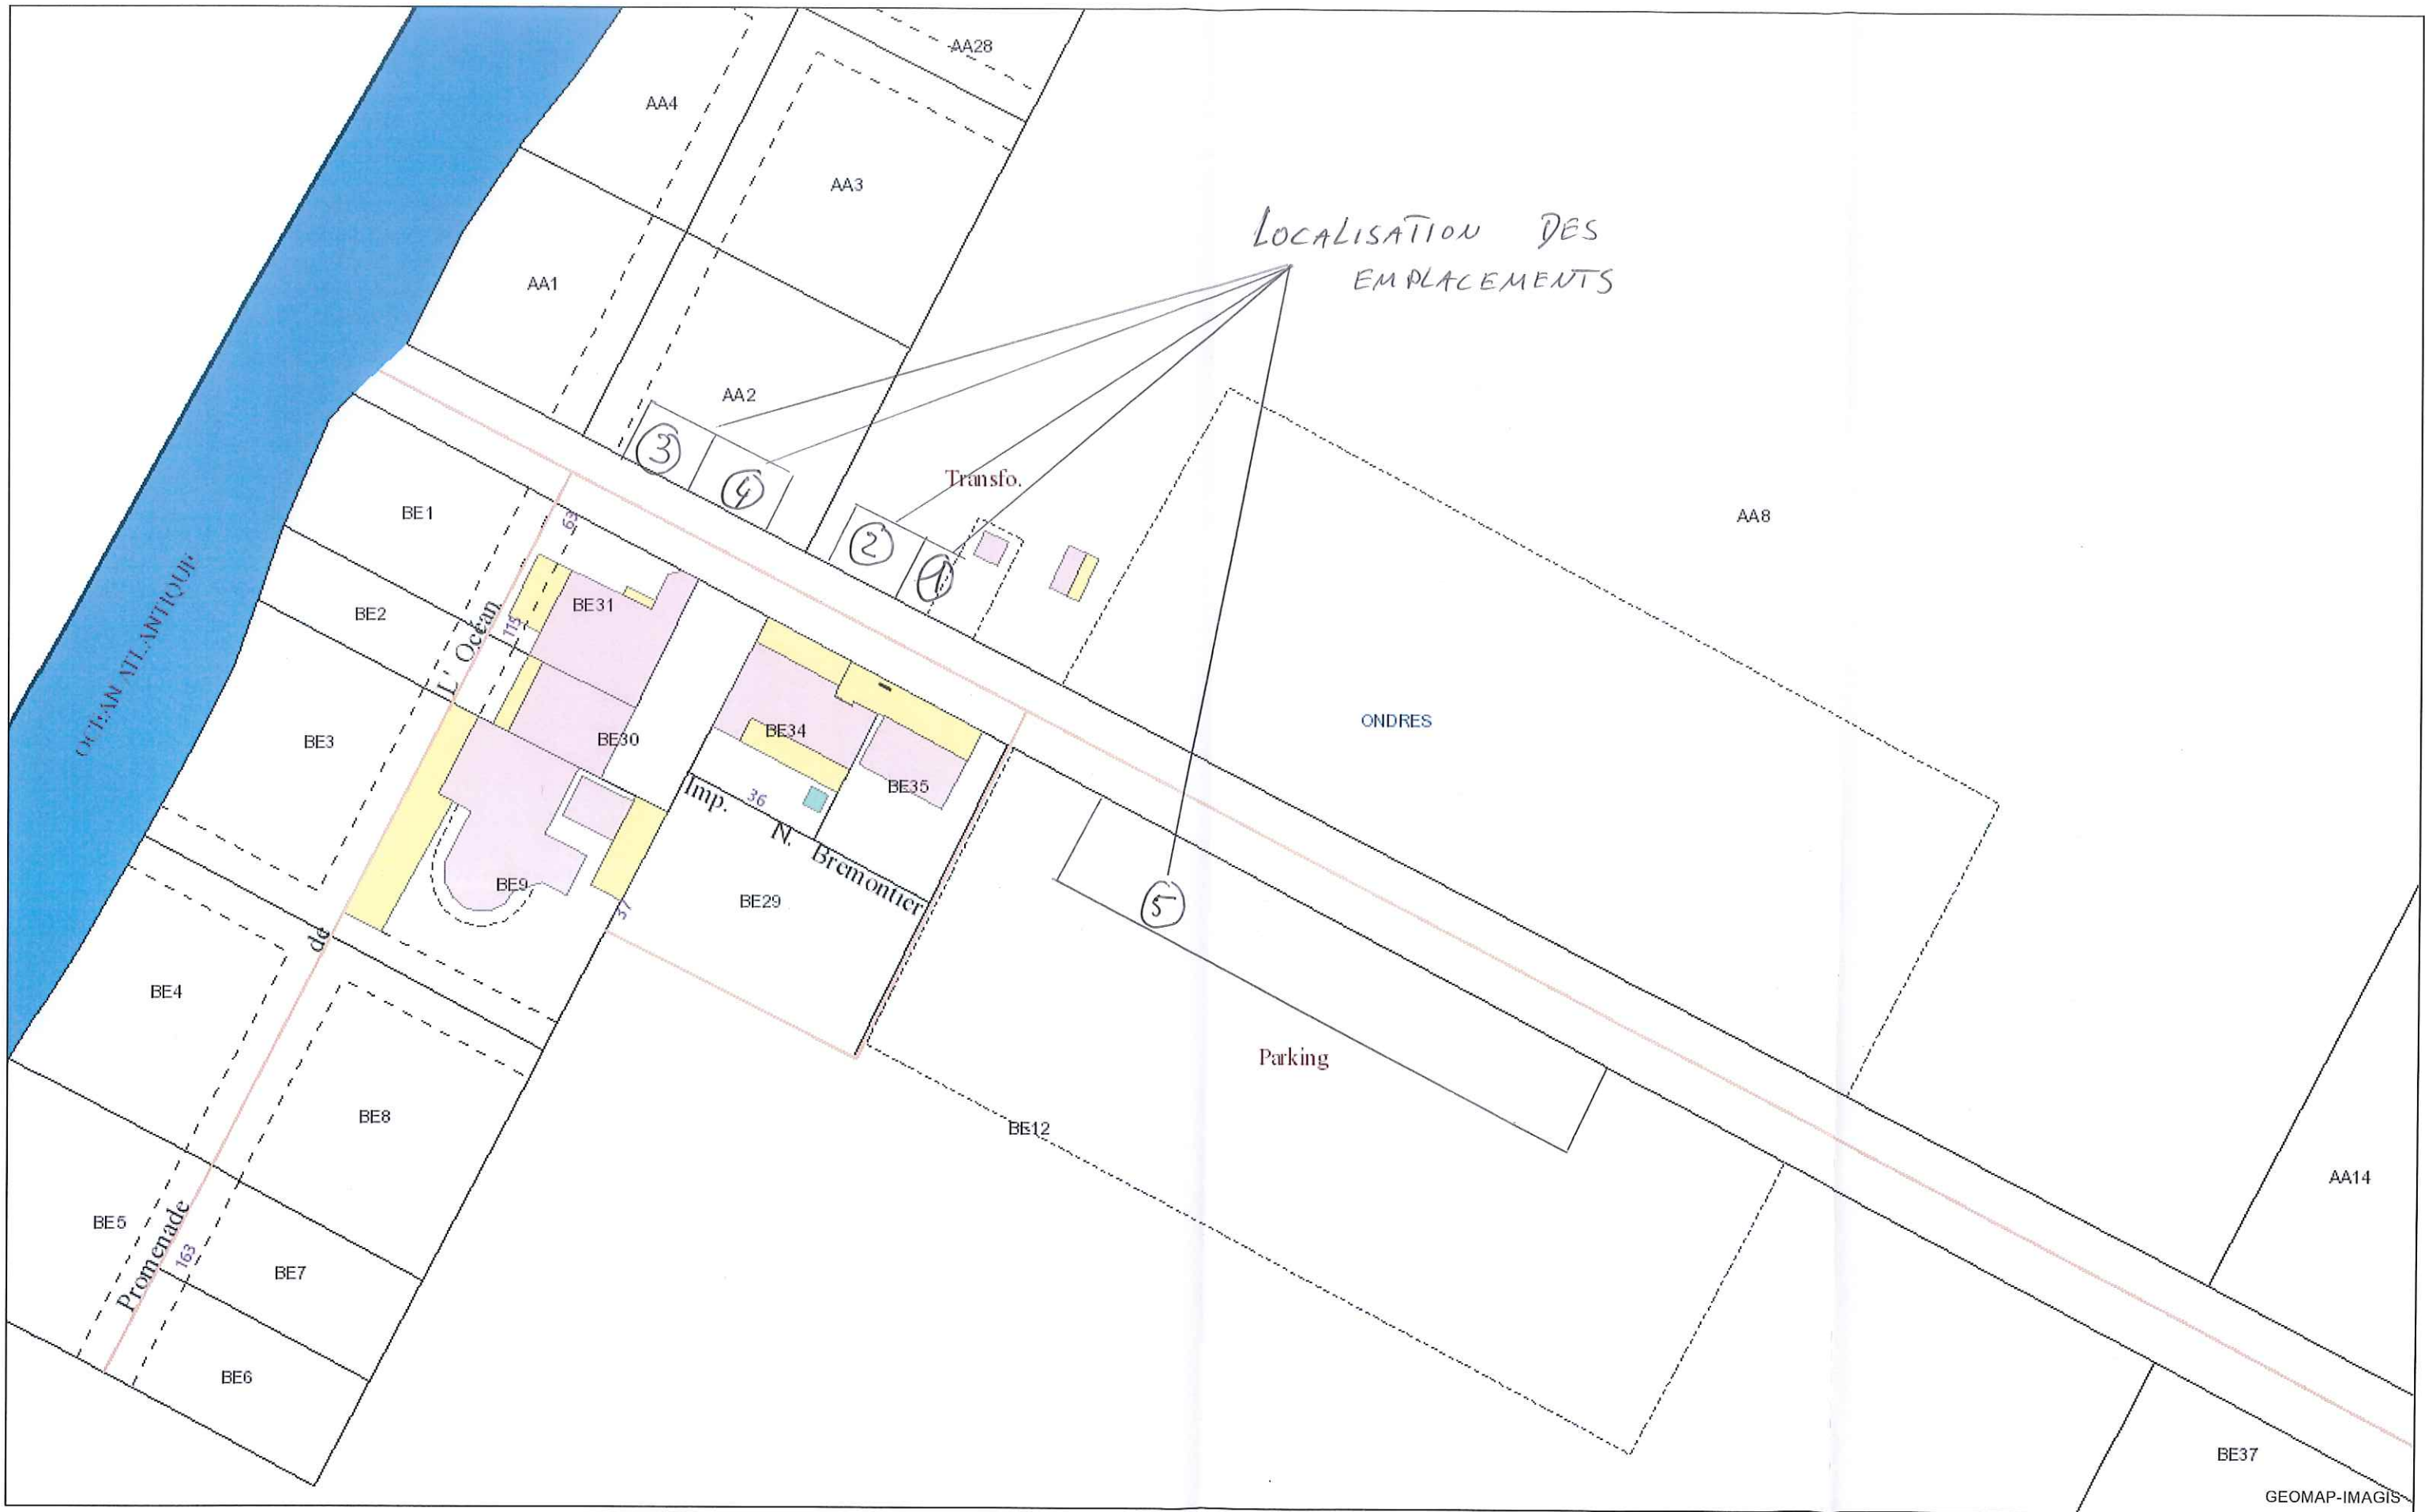 AA28
AA4
AA3
LOCALISATION DES
EMPLACEMENTS
AA1
AA2
3
4
Transfo.
2
1
AA8
BE1
63
OCEAN ATLANTIQUE
BE2
L' Océan
115
BE31
ONDRES
BE3
BE30
BE34
BE35
Imp. N. Bremontier
36
BE9
37
BE29
5
de
BE4
Parking
BE8
BE12
AA14
BE5
Promenade
163
BE7
BE6
BE37
GEOMAP-IMAGIS